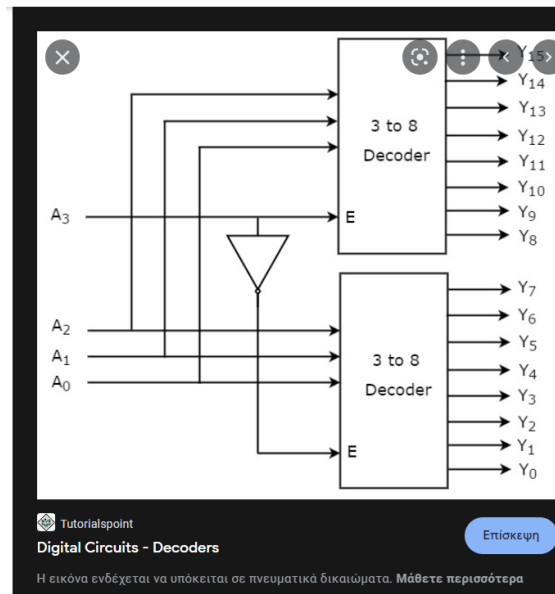 Y15
Y14
3 to 8
Y13
Decoder
Y12
Y11
Y10
A3
E
Y9
Y8
Y7
Y6
A2
Y5
A1
3 to 8
Y4
A0
Decoder
Y3
Y2
E
Y1
Y0
Tutorialspoint
Digital Circuits - Decoders
Επίσκεψη
Η εικόνα ενδέχεται να υπόκειται σε πνευματικά δικαιώματα. Μάθετε περισσότερα